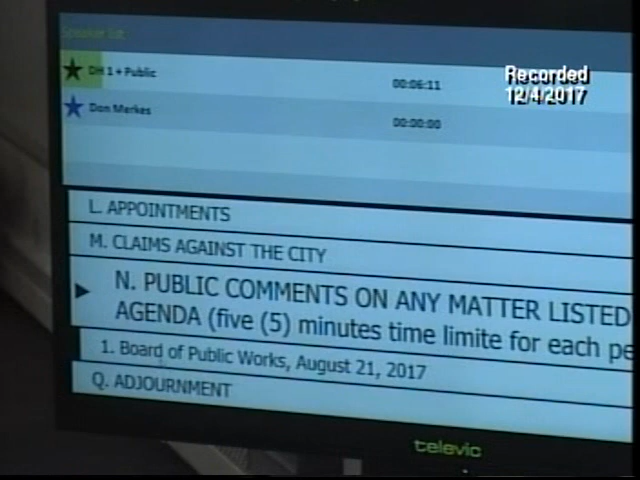 Speaker list
DH 1 + Public
00:06:11
Recorded
12/4/2017
Don Merkes
00:00:00
L. APPOINTMENTS
M. CLAIMS AGAINST THE CITY
N. PUBLIC COMMENTS ON ANY MATTER LISTED
AGENDA (five (5) minutes time limite for each pe
1. Board of Public Works, August 21, 2017
Q. ADJOURNMENT
televic